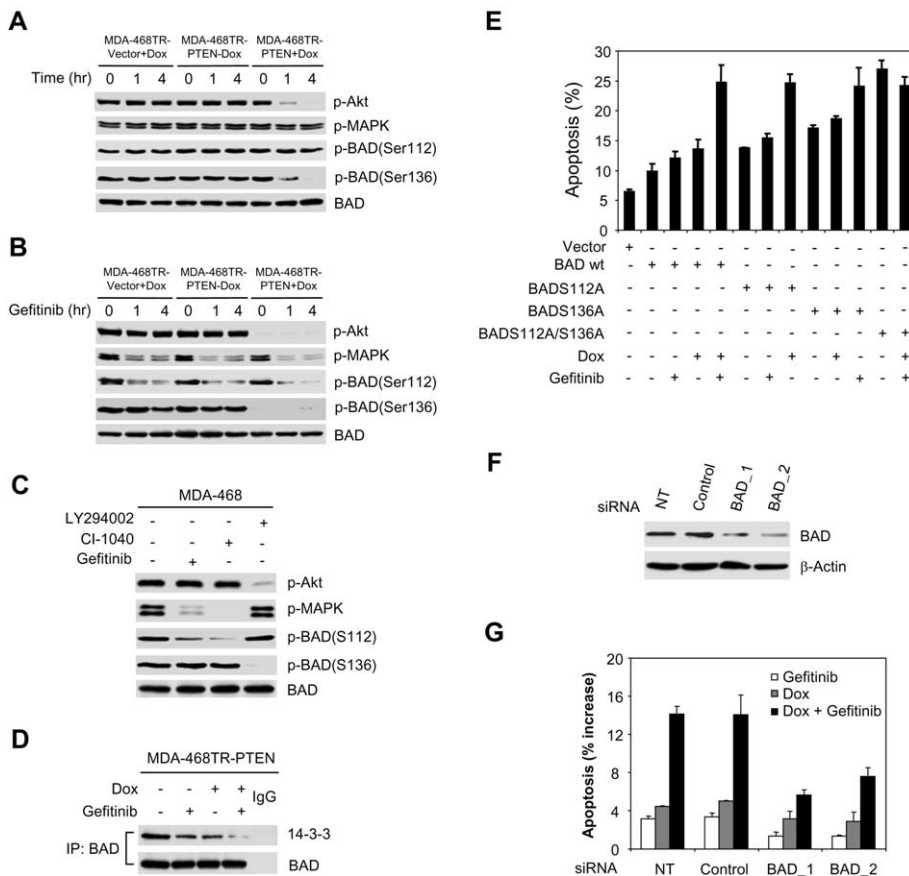 A
MDA-468TR-Vector+Dox MDA-468TR-PTEN-Dox MDA-468TR-PTEN+Dox
Time (hr) 0 1 4 0 1 4 0 1 4
p-Akt
p-MAPK
p-BAD(Ser112)
p-BAD(Ser136)
BAD
B
MDA-468TR-Vector+Dox MDA-468TR-PTEN-Dox MDA-468TR-PTEN+Dox
Gefitinib (hr) 0 1 4 0 1 4 0 1 4
p-Akt
p-MAPK
p-BAD(Ser112)
p-BAD(Ser136)
BAD
C
MDA-468
LY294002 - - - +
CI-1040 - - + -
Gefitinib - + - -
p-Akt
p-MAPK
p-BAD(S112)
p-BAD(S136)
BAD
D
MDA-468TR-PTEN
Dox - - + + IgG
Gefitinib - + - +
IP: BAD
14-3-3
BAD
E
Apoptosis (%)
30
25
20
15
10
5
0
Vector + - - - - - - - - - - - -
BAD wt - + + + + - - - - - - - -
BADS112A - - - - - + + + - - - - -
BADS136A - - - - - - - - + + + - -
BADS112A/S136A - - - - - - - - - - - + +
Dox - - - + + - - + - + - - +
Gefitinib - - + - + - + - - - + - +
F
siRNA NT Control BAD_1 BAD_2
BAD
β-Actin
G
Apoptosis (% increase)
20
16
12
8
4
0
Gefitinib
Dox
Dox + Gefitinib
siRNA NT Control BAD_1 BAD_2